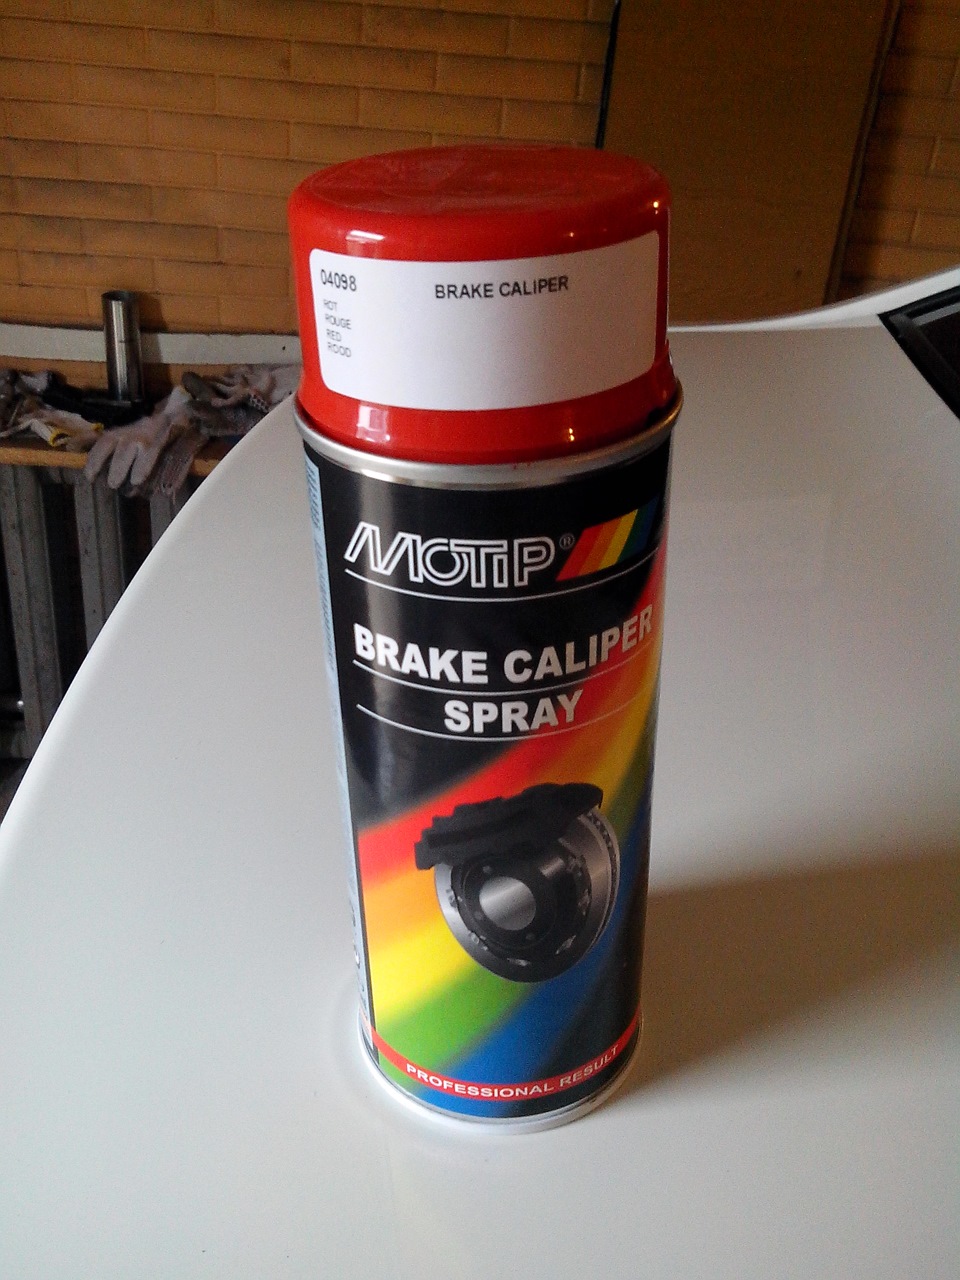 04098
BRAKE CALIPER
ROT
ROUGE
RED
ROOD
MOTIP®
BRAKE CALIPER
SPRAY
PROFESSIONAL RESULT